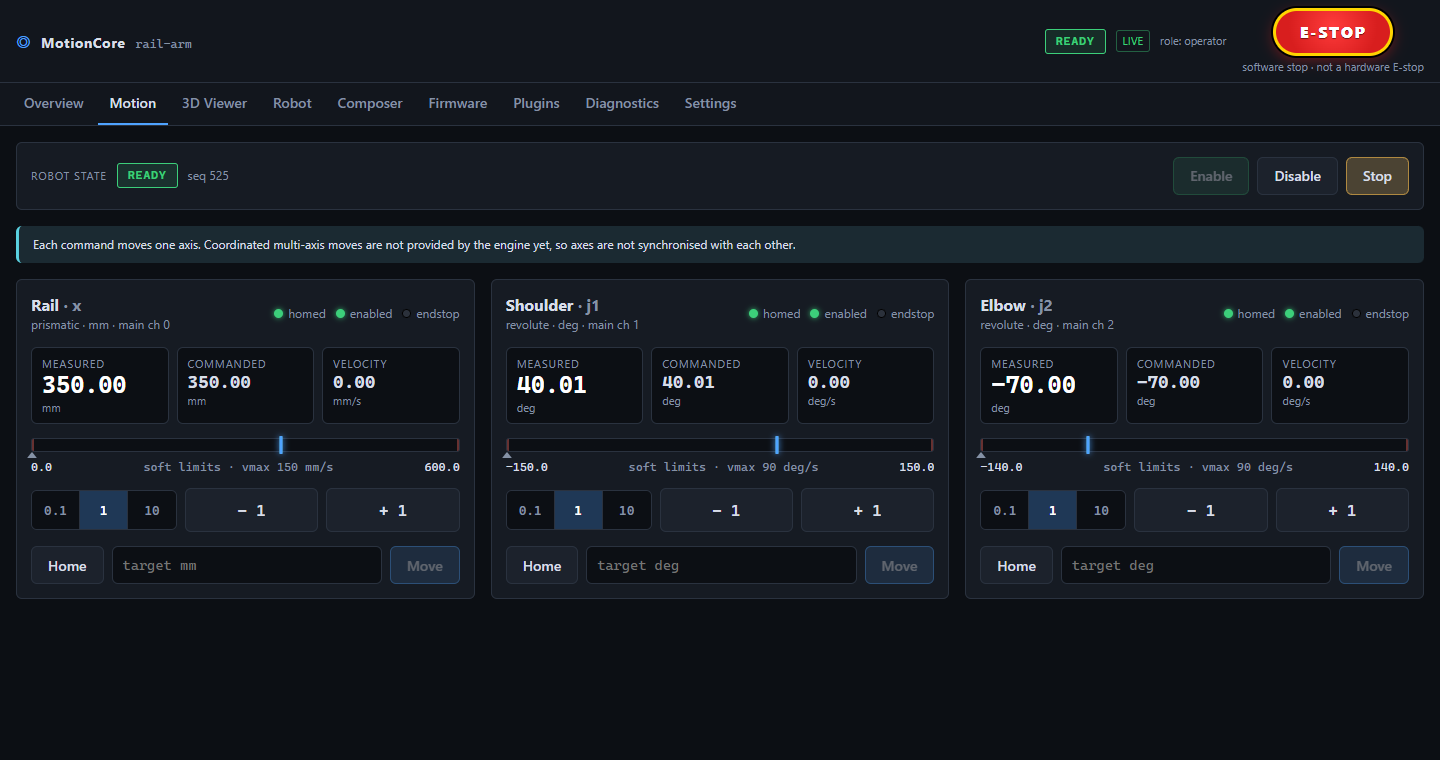 MotionCore rail-arm
READY LIVE role: operator
E-STOP
software stop · not a hardware E-stop
Overview Motion 3D Viewer Robot Composer Firmware Plugins Diagnostics Settings
ROBOT STATE READY seq 525
Enable Disable Stop
Each command moves one axis. Coordinated multi-axis moves are not provided by the engine yet, so axes are not synchronised with each other.
Rail · x
prismatic · mm · main ch 0
homed enabled endstop
MEASURED COMMANDED VELOCITY
350.00 350.00 0.00
mm mm mm/s
0.0 soft limits · vmax 150 mm/s 600.0
0.1 1 10 − 1 + 1
Home target mm Move
Shoulder · j1
revolute · deg · main ch 1
homed enabled endstop
MEASURED COMMANDED VELOCITY
40.01 40.01 0.00
deg deg deg/s
−150.0 soft limits · vmax 90 deg/s 150.0
0.1 1 10 − 1 + 1
Home target deg Move
Elbow · j2
revolute · deg · main ch 2
homed enabled endstop
MEASURED COMMANDED VELOCITY
−70.00 −70.00 0.00
deg deg deg/s
−140.0 soft limits · vmax 90 deg/s 140.0
0.1 1 10 − 1 + 1
Home target deg Move